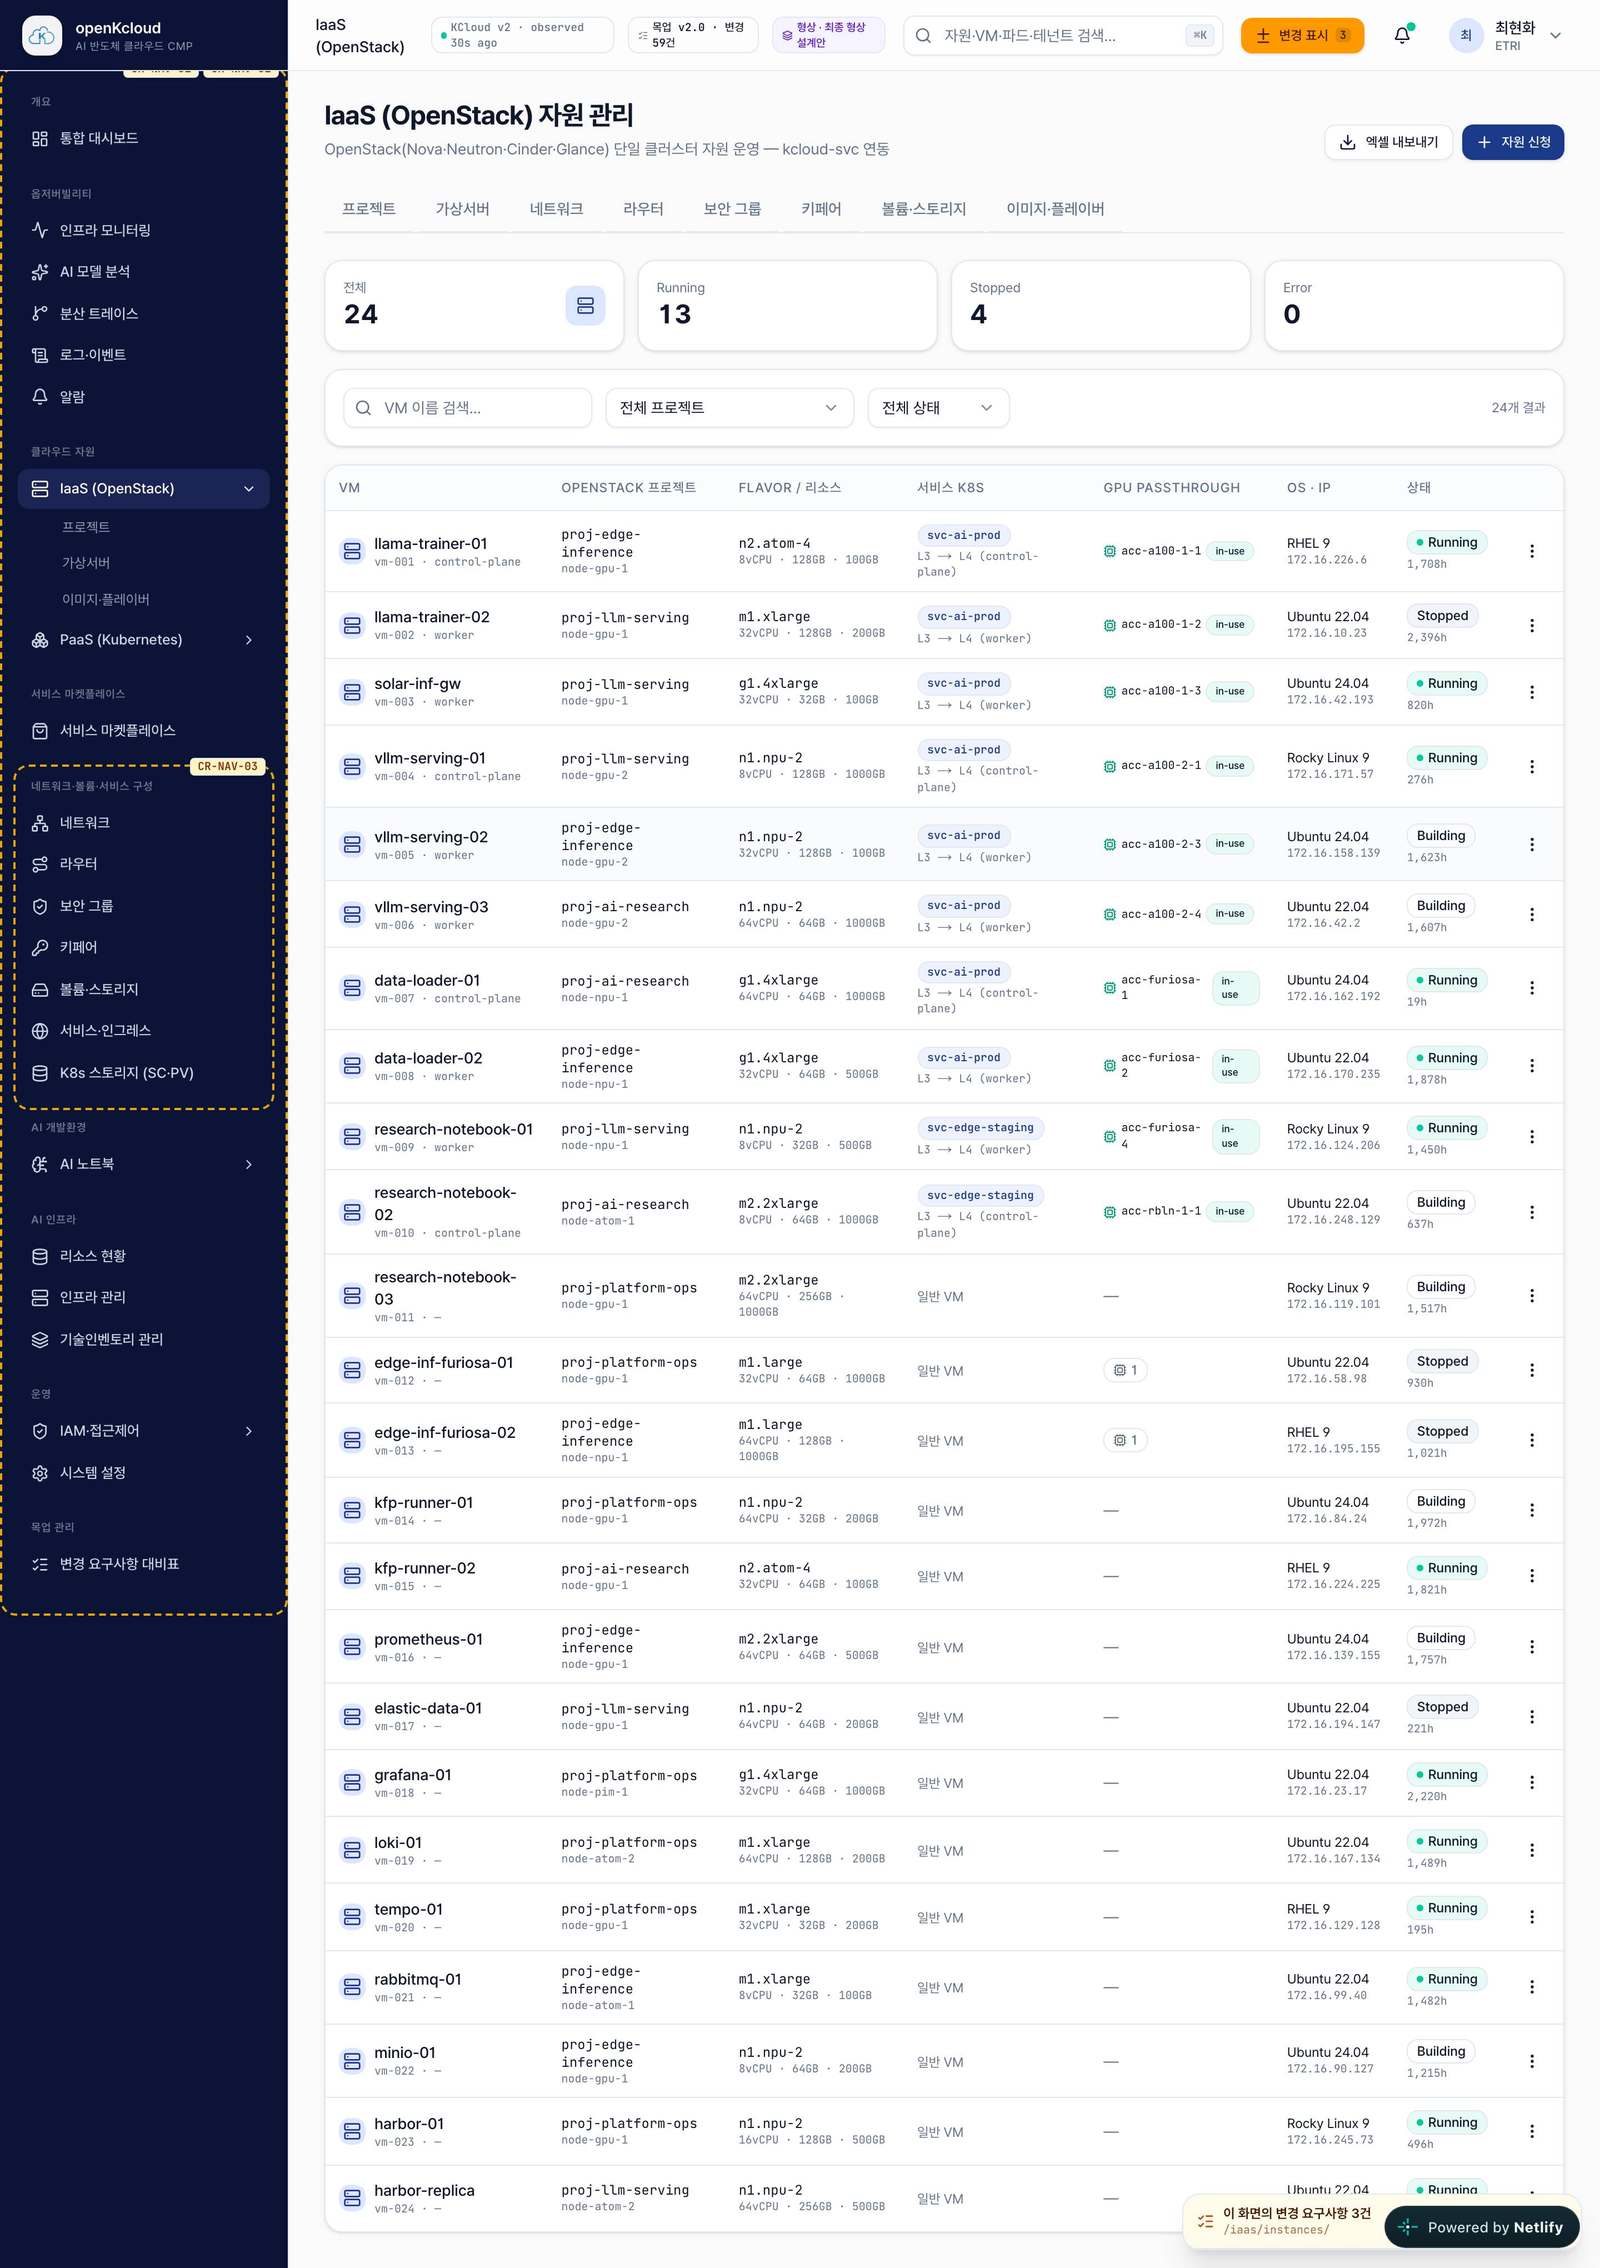 openKcloud
AI 반도체 클라우드 CMP
IaaS (OpenStack)
KCloud v2 · observed 30s ago
목업 v2.0 · 변경 59건
형상 · 최종 형상 설계안
자원·VM·파드·테넌트 검색...
⌘K
변경 표시 3
최
최현화
ETRI
개요
통합 대시보드
옵저버빌리티
인프라 모니터링
AI 모델 분석
분산 트레이스
로그·이벤트
알람
클라우드 자원
IaaS (OpenStack)
프로젝트
가상서버
이미지·플레이버
PaaS (Kubernetes)
서비스 마켓플레이스
서비스 마켓플레이스
CR-NAV-03
네트워크·볼륨·서비스 구성
네트워크
라우터
보안 그룹
키페어
볼륨·스토리지
서비스·인그레스
K8s 스토리지 (SC·PV)
AI 개발환경
AI 노트북
AI 인프라
리소스 현황
인프라 관리
기술인벤토리 관리
운영
IAM·접근제어
시스템 설정
목업 관리
변경 요구사항 대비표
IaaS (OpenStack) 자원 관리
OpenStack(Nova·Neutron·Cinder·Glance) 단일 클러스터 자원 운영 — kcloud-svc 연동
엑셀 내보내기
자원 신청
프로젝트 가상서버 네트워크 라우터 보안 그룹 키페어 볼륨·스토리지 이미지·플레이버
전체 24
Running 13
Stopped 4
Error 0
VM 이름 검색...
전체 프로젝트
전체 상태
24개 결과
VM OPENSTACK 프로젝트 FLAVOR / 리소스 서비스 K8S GPU PASSTHROUGH OS · IP 상태
llama-trainer-01 vm-001 · control-plane proj-edge-inference node-gpu-1 n2.atom-4 8vCPU · 128GB · 100GB svc-ai-prod L3 → L4 (control-plane) acc-a100-1-1 in-use RHEL 9 172.16.226.6 Running 1,708h
llama-trainer-02 vm-002 · worker proj-llm-serving node-gpu-1 m1.xlarge 32vCPU · 128GB · 200GB svc-ai-prod L3 → L4 (worker) acc-a100-1-2 in-use Ubuntu 22.04 172.16.10.23 Stopped 2,396h
solar-inf-gw vm-003 · worker proj-llm-serving node-gpu-1 g1.4xlarge 32vCPU · 32GB · 100GB svc-ai-prod L3 → L4 (worker) acc-a100-1-3 in-use Ubuntu 24.04 172.16.42.193 Running 820h
vllm-serving-01 vm-004 · control-plane proj-llm-serving node-gpu-2 n1.npu-2 8vCPU · 128GB · 1000GB svc-ai-prod L3 → L4 (control-plane) acc-a100-2-1 in-use Rocky Linux 9 172.16.171.57 Running 276h
vllm-serving-02 vm-005 · worker proj-edge-inference node-gpu-2 n1.npu-2 32vCPU · 128GB · 100GB svc-ai-prod L3 → L4 (worker) acc-a100-2-3 in-use Ubuntu 24.04 172.16.158.139 Building 1,623h
vllm-serving-03 vm-006 · worker proj-ai-research node-gpu-2 n1.npu-2 64vCPU · 64GB · 1000GB svc-ai-prod L3 → L4 (worker) acc-a100-2-4 in-use Ubuntu 22.04 172.16.42.2 Building 1,607h
data-loader-01 vm-007 · control-plane proj-ai-research node-npu-1 g1.4xlarge 64vCPU · 64GB · 1000GB svc-ai-prod L3 → L4 (control-plane) acc-furiosa-1 in-use Ubuntu 24.04 172.16.162.192 Running 19h
data-loader-02 vm-008 · worker proj-edge-inference node-npu-1 g1.4xlarge 32vCPU · 32GB · 500GB svc-ai-prod L3 → L4 (worker) acc-furiosa-2 in-use Ubuntu 22.04 172.16.170.235 Running 1,878h
research-notebook-01 vm-009 · worker proj-llm-serving node-npu-1 n1.npu-2 8vCPU · 32GB · 500GB svc-edge-staging L3 → L4 (worker) acc-furiosa-4 in-use Rocky Linux 9 172.16.124.206 Running 1,450h
research-notebook-02 vm-010 · control-plane proj-ai-research node-atom-1 m2.2xlarge 8vCPU · 64GB · 1000GB svc-edge-staging L3 → L4 (control-plane) acc-rbln-1-1 in-use Ubuntu 22.04 172.16.248.129 Building 637h
research-notebook-03 vm-011 · — proj-platform-ops node-gpu-1 m2.2xlarge 64vCPU · 256GB · 1000GB 일반 VM — Rocky Linux 9 172.16.119.101 Building 1,517h
edge-inf-furiosa-01 vm-012 · — proj-platform-ops node-gpu-1 m1.large 32vCPU · 64GB · 1000GB 일반 VM 1 Ubuntu 22.04 172.16.58.98 Stopped 930h
edge-inf-furiosa-02 vm-013 · — proj-edge-inference node-npu-1 m1.large 64vCPU · 128GB · 1000GB 일반 VM 1 RHEL 9 172.16.195.155 Stopped 1,021h
kfp-runner-01 vm-014 · — proj-platform-ops node-gpu-1 n1.npu-2 64vCPU · 32GB · 200GB 일반 VM — Ubuntu 24.04 172.16.84.24 Building 1,972h
kfp-runner-02 vm-015 · — proj-ai-research node-gpu-1 n2.atom-4 32vCPU · 64GB · 100GB 일반 VM — RHEL 9 172.16.224.225 Running 1,821h
prometheus-01 vm-016 · — proj-edge-inference node-gpu-1 m2.2xlarge 64vCPU · 64GB · 500GB 일반 VM — Ubuntu 24.04 172.16.139.155 Building 1,757h
elastic-data-01 vm-017 · — proj-llm-serving node-gpu-1 n1.npu-2 64vCPU · 64GB · 200GB 일반 VM — Ubuntu 22.04 172.16.194.147 Stopped 221h
grafana-01 vm-018 · — proj-platform-ops node-pim-1 g1.4xlarge 32vCPU · 64GB · 1000GB 일반 VM — Ubuntu 22.04 172.16.23.17 Running 2,220h
loki-01 vm-019 · — proj-platform-ops node-atom-2 m1.xlarge 64vCPU · 128GB · 200GB 일반 VM — Ubuntu 22.04 172.16.167.134 Running 1,489h
tempo-01 vm-020 · — proj-platform-ops node-gpu-1 m1.xlarge 32vCPU · 32GB · 200GB 일반 VM — RHEL 9 172.16.129.128 Running 195h
rabbitmq-01 vm-021 · — proj-edge-inference node-atom-1 m1.xlarge 8vCPU · 32GB · 100GB 일반 VM — Ubuntu 22.04 172.16.99.40 Running 1,482h
minio-01 vm-022 · — proj-edge-inference node-gpu-1 n1.npu-2 8vCPU · 64GB · 200GB 일반 VM — Ubuntu 24.04 172.16.90.127 Building 1,215h
harbor-01 vm-023 · — proj-platform-ops node-gpu-1 n1.npu-2 16vCPU · 128GB · 500GB 일반 VM — Rocky Linux 9 172.16.245.73 Running 496h
harbor-replica vm-024 · — proj-llm-serving node-atom-2 n1.npu-2 64vCPU · 256GB · 500GB 일반 VM — Ubuntu 22.04 Running
이 화면의 변경 요구사항 3건
/iaas/instances/
Powered by Netlify